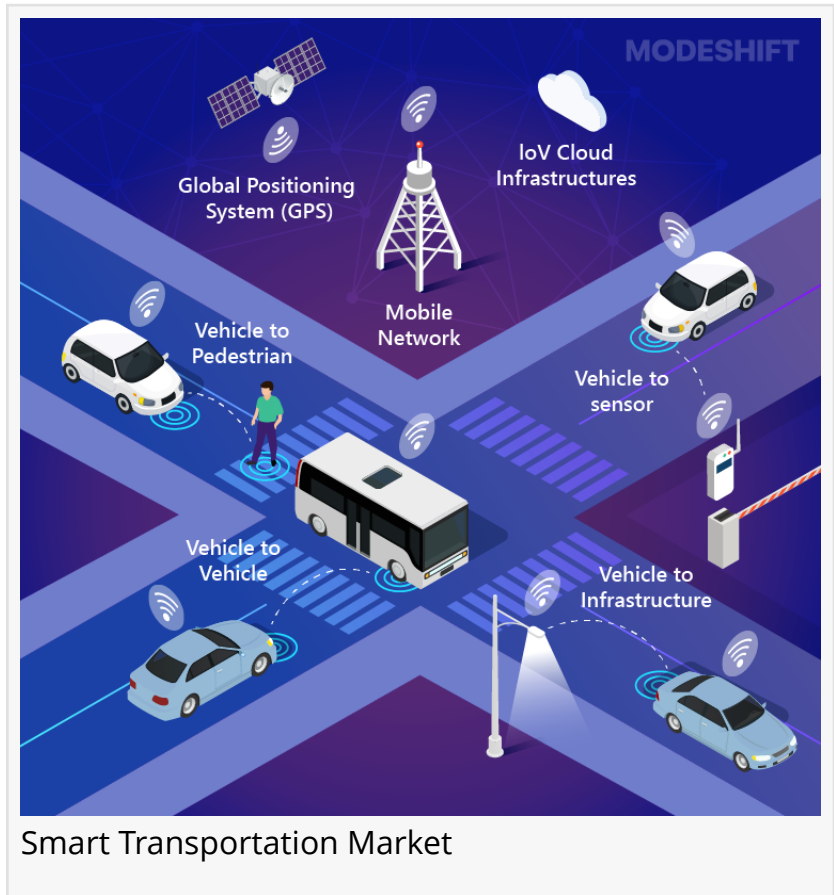 MODESHIFT
Global Positioning
System (GPS)
IoV Cloud
Infrastructures
Mobile
Network
Vehicle to
Pedestrian
Vehicle to
sensor
Vehicle to
Vehicle
Vehicle to
Infrastructure
Smart Transportation Market